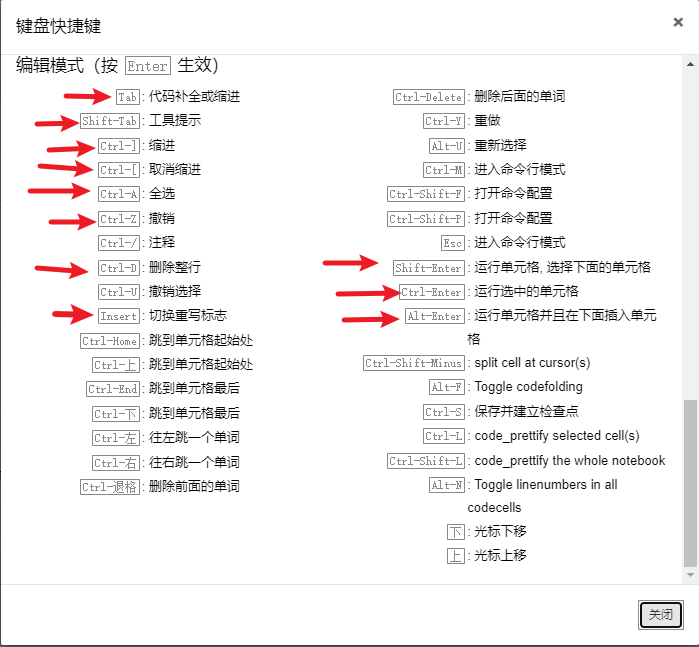 键盘快捷键
×
编辑模式（按 Enter 生效）
Tab : 代码补全或缩进
Shift-Tab : 工具提示
Ctrl-] : 缩进
Ctrl-[ : 取消缩进
Ctrl-A : 全选
Ctrl-Z : 撤销
Ctrl-/ : 注释
Ctrl-D : 删除整行
Ctrl-U : 撤销选择
Insert : 切换重写标志
Ctrl-Home : 跳到单元格起始处
Ctrl-上 : 跳到单元格起始处
Ctrl-End : 跳到单元格最后
Ctrl-下 : 跳到单元格最后
Ctrl-左 : 往左跳一个单词
Ctrl-右 : 往右跳一个单词
Ctrl-退格 : 删除前面的单词
Ctrl-Delete : 删除后面的单词
Ctrl-Y : 重做
Alt-U : 重新选择
Ctrl-M : 进入命令行模式
Ctrl-Shift-F : 打开命令配置
Ctrl-Shift-P : 打开命令配置
Esc : 进入命令行模式
Shift-Enter : 运行单元格, 选择下面的单元格
Ctrl-Enter : 运行选中的单元格
Alt-Enter : 运行单元格并且在下面插入单元
格
Ctrl-Shift-Minus : split cell at cursor(s)
Alt-F : Toggle codefolding
Ctrl-S : 保存并建立检查点
Ctrl-L : code_prettify selected cell(s)
Ctrl-Shift-L : code_prettify the whole notebook
Alt-N : Toggle linenumbers in all
codecells
下 : 光标下移
上 : 光标上移
关闭